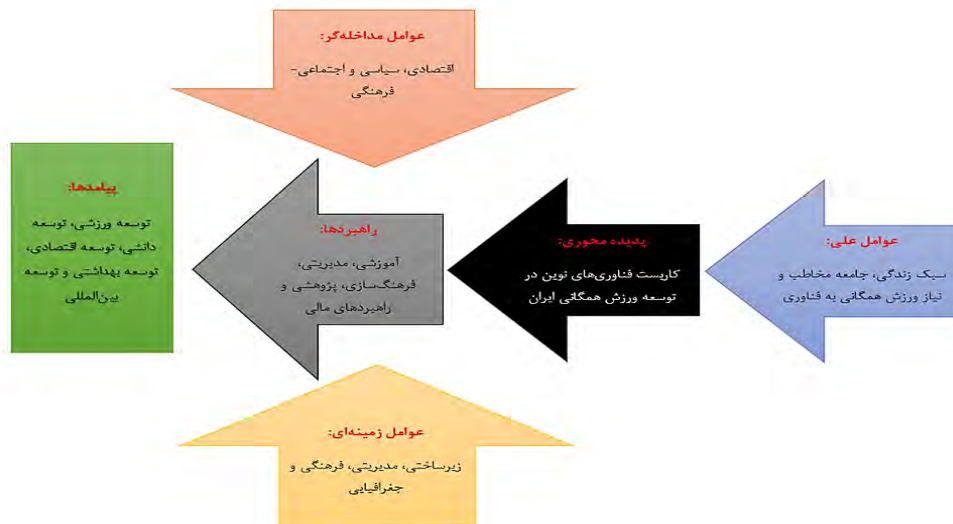 عوامل مداخله‌گر:
اقتصادی، سیاسی و اجتماعی-
فرهنگی
عوامل علی:
سبک زندگی، جامعه مخاطب و
نیاز ورزش همگانی به فناوری
پدیده محوری:
کاربست فناوری‌های نوین در
توسعه ورزش همگانی ایران
راهبردها:
آموزشی، مدیریتی،
فرهنگ‌سازی، پژوهشی و
راهبردهای مالی
پیامدها:
توسعه ورزشی، توسعه
دانشی، توسعه اقتصادی،
توسعه بهداشتی و توسعه
بین‌المللی
عوامل زمینه‌ای:
زیرساختی، مدیریتی، فرهنگی و
جغرافیایی